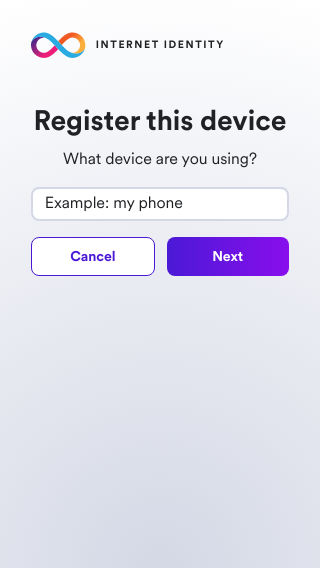 INTERNET IDENTITY
Register this device
What device are you using?
Example: my phone
Cancel
Next